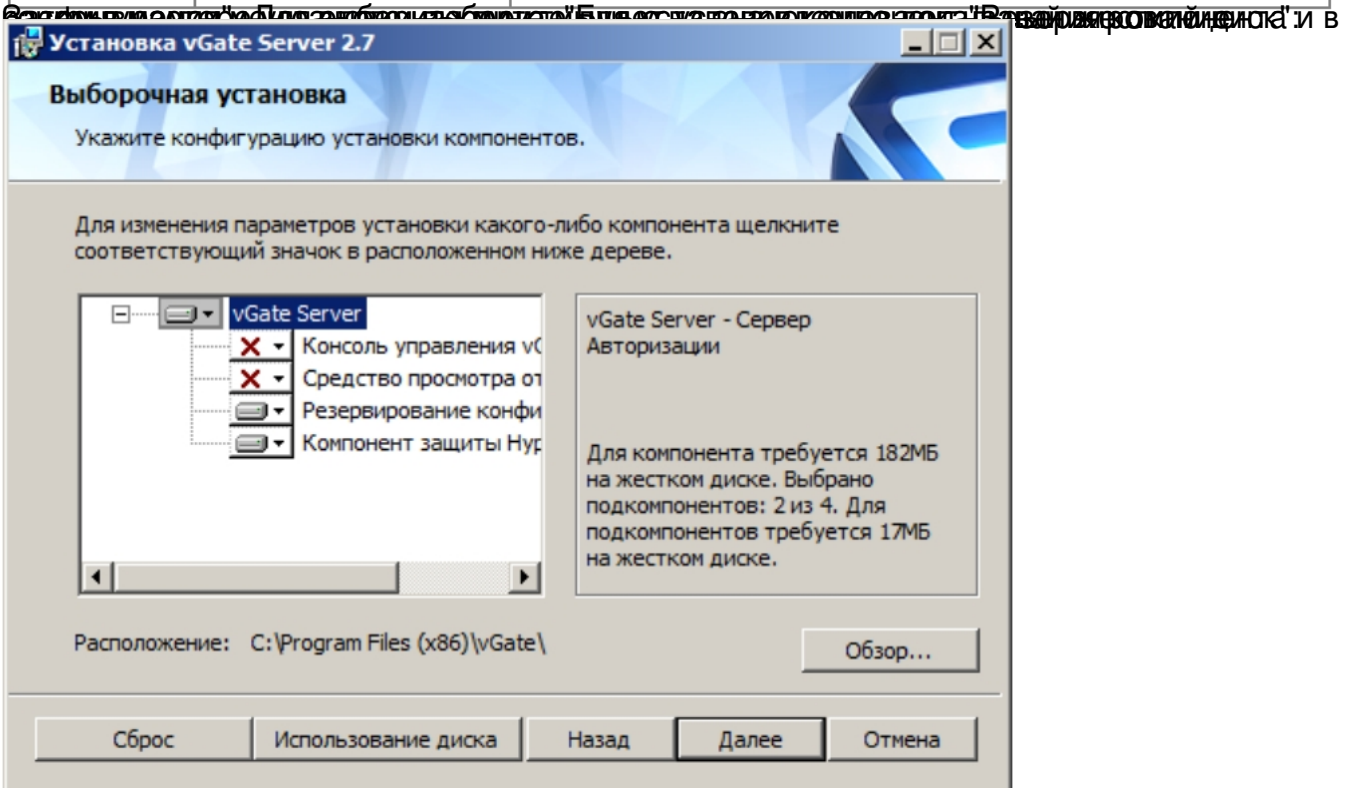 Установка vGate Server 2.7
Выборочная установка
Укажите конфигурацию установки компонентов.
Для изменения параметров установки какого-либо компонента щелкните
соответствующий значок в расположенном ниже дереве.
vGate Server
Консоль управления
Средство просмотра
Резервирование
Компонент защиты
vGate Server - Сервер
Авторизации
Для компонента требуется 182МБ
на жестком диске. Выбрано
подкомпонентов: 2 из 4. Для
подкомпонентов требуется 17МБ
на жестком диске.
Расположение: C:\Program Files (x86)\vGate\
Обзор...
Сброс
Использование диска
Назад
Далее
Отмена